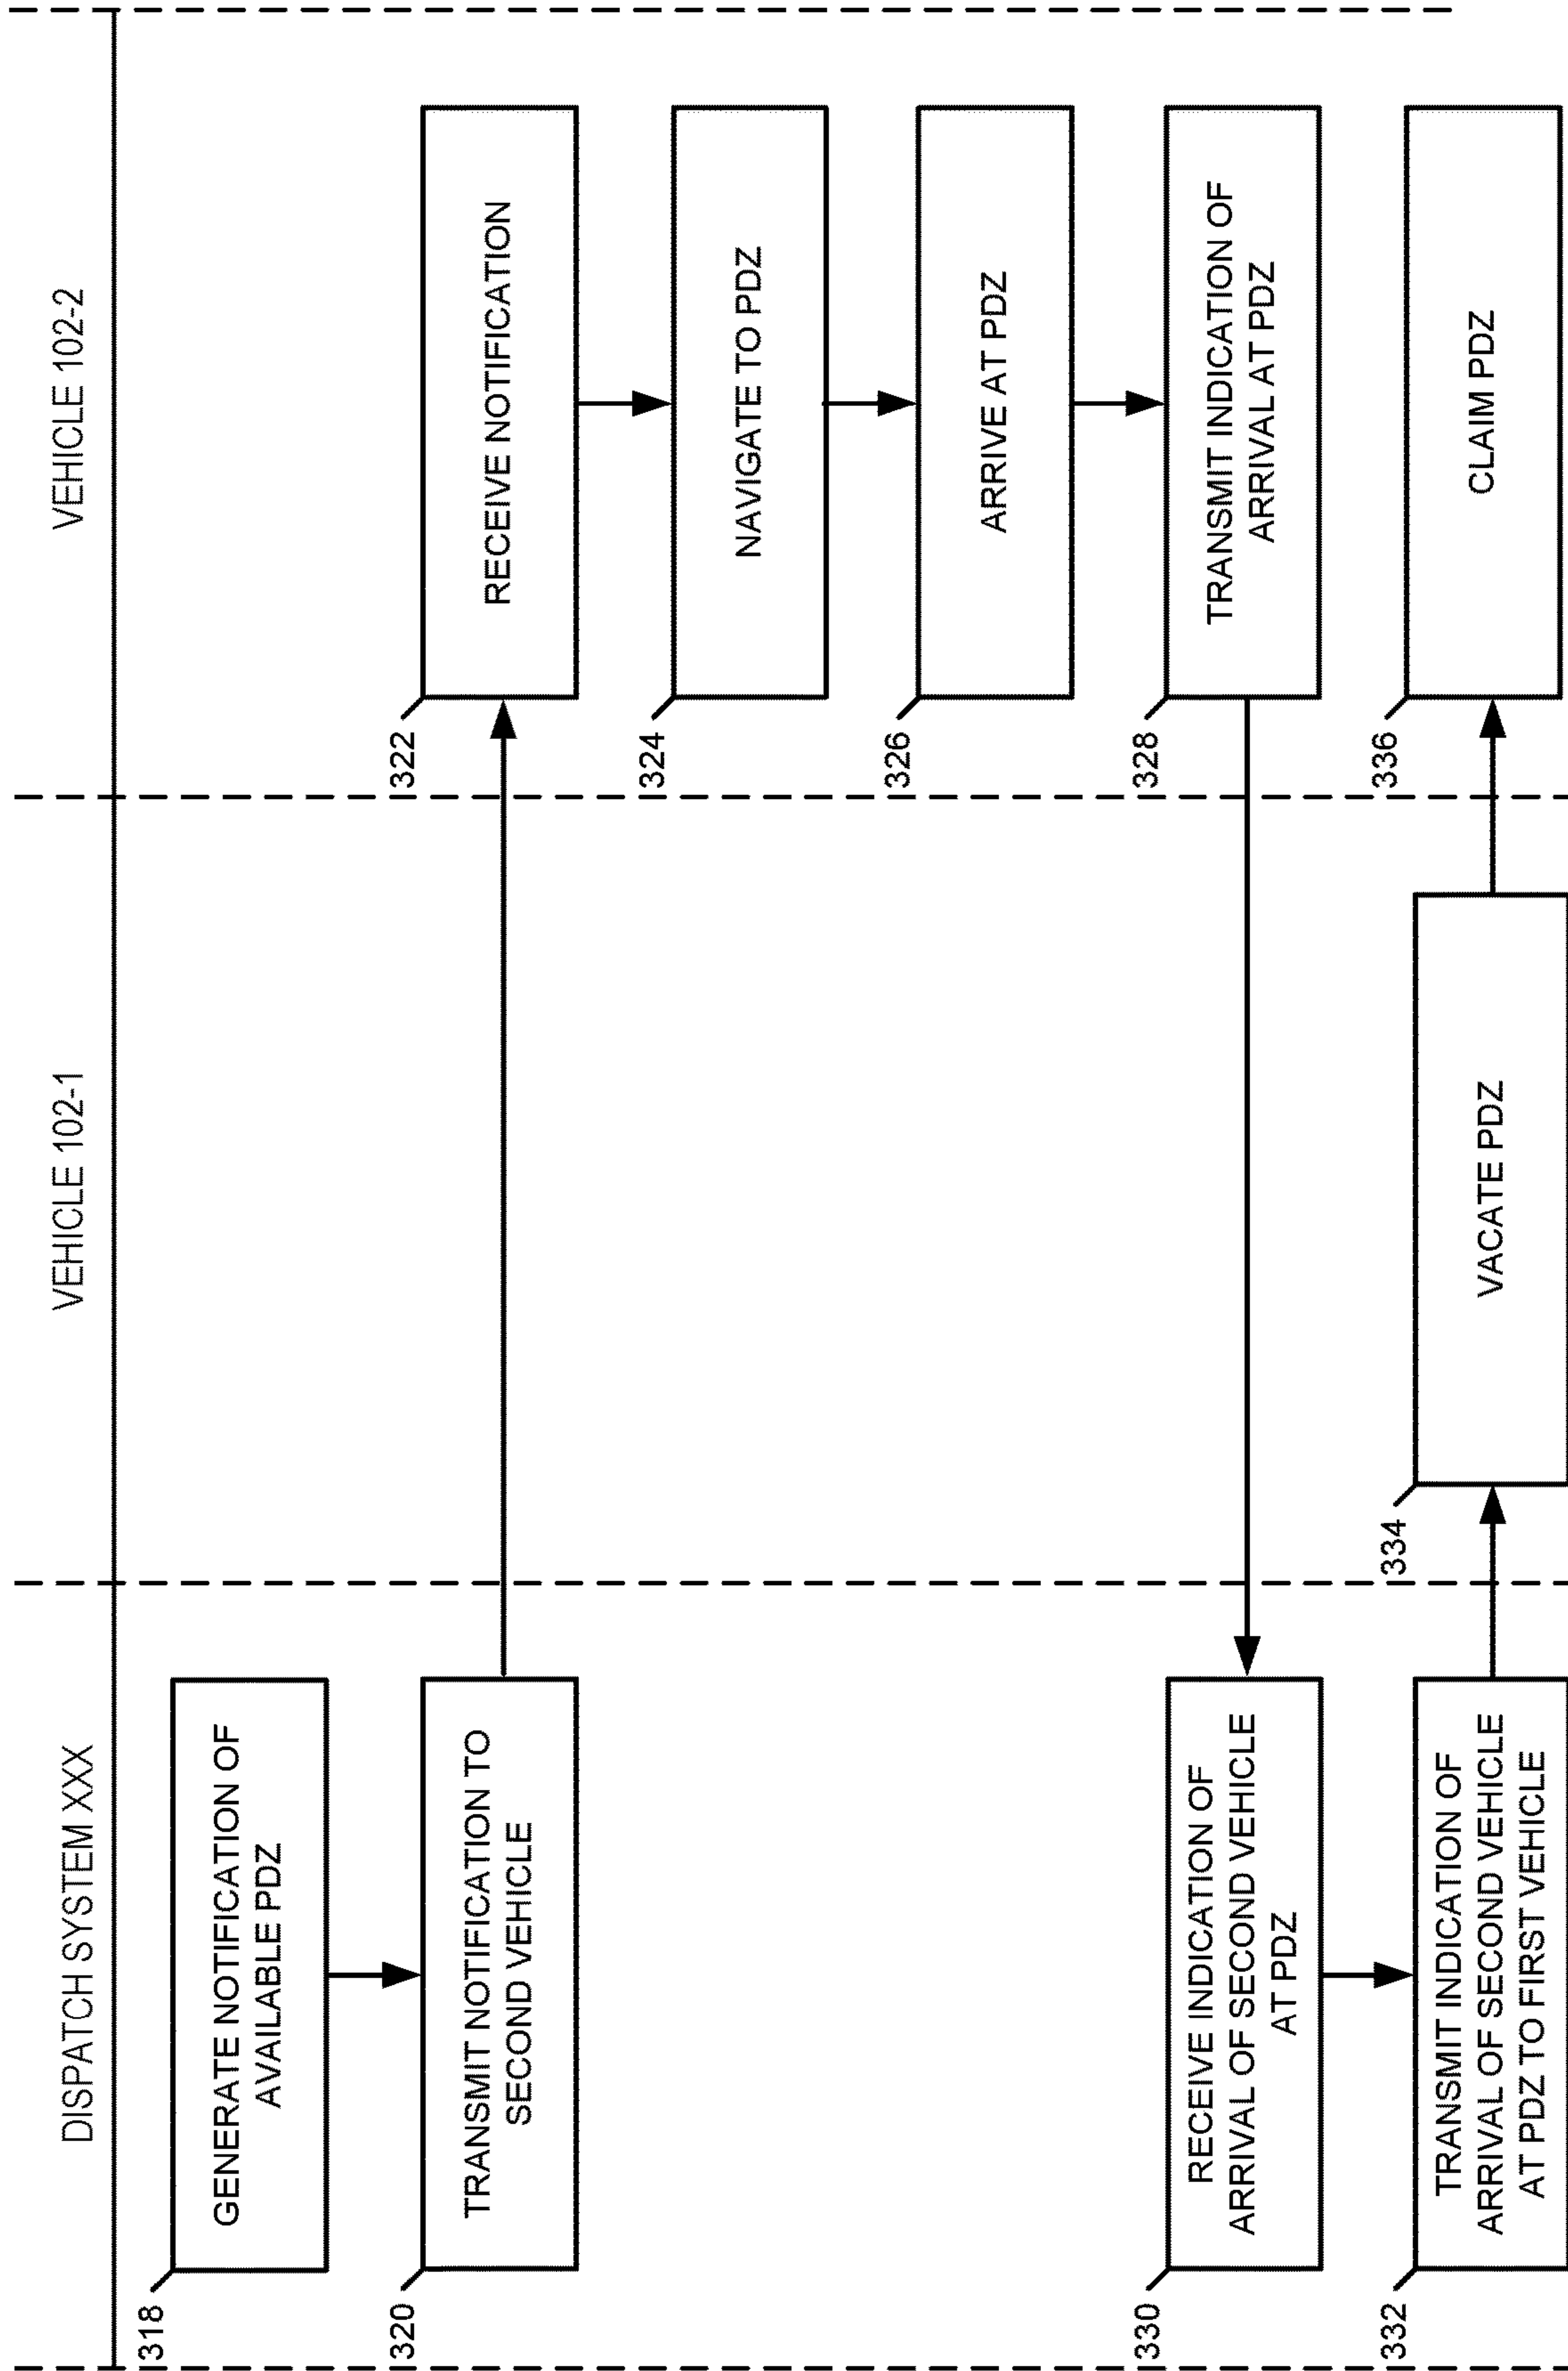 DISPATCH SYSTEM XXX
VEHICLE 102-1
VEHICLE 102-2
318
GENERATE NOTIFICATION OF
AVAILABLE PDZ
320
TRANSMIT NOTIFICATION TO
SECOND VEHICLE
322
RECEIVE NOTIFICATION
324
NAVIGATE TO PDZ
326
ARRIVE AT PDZ
328
TRANSMIT INDICATION OF
ARRIVAL AT PDZ
330
RECEIVE INDICATION OF
ARRIVAL OF SECOND VEHICLE
AT PDZ
332
TRANSMIT INDICATION OF
ARRIVAL OF SECOND VEHICLE
AT PDZ TO FIRST VEHICLE
334
VACATE PDZ
336
CLAIM PDZ